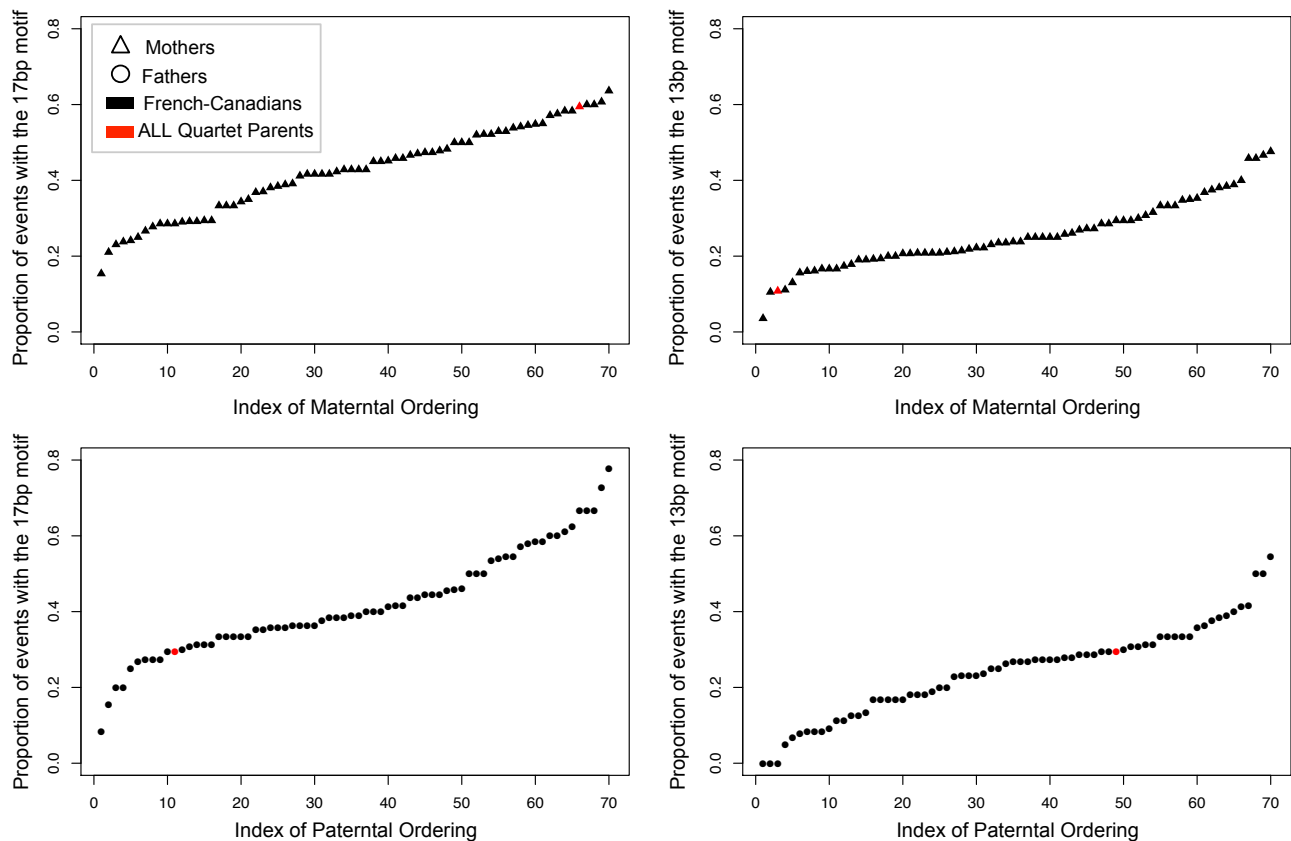 Proportion of events with the 17bp motif
0.0 0.2 0.4 0.6 0.8
Mothers
Fathers
French-Canadians
ALL Quartet Parents
0 10 20 30 40 50 60 70
Index of Materntal Ordering
Proportion of events with the 13bp motif
0.0 0.2 0.4 0.6 0.8
0 10 20 30 40 50 60 70
Index of Materntal Ordering
Proportion of events with the 17bp motif
0.0 0.2 0.4 0.6 0.8
0 10 20 30 40 50 60 70
Index of Paterntal Ordering
Proportion of events with the 13bp motif
0.0 0.2 0.4 0.6 0.8
0 10 20 30 40 50 60 70
Index of Paterntal Ordering